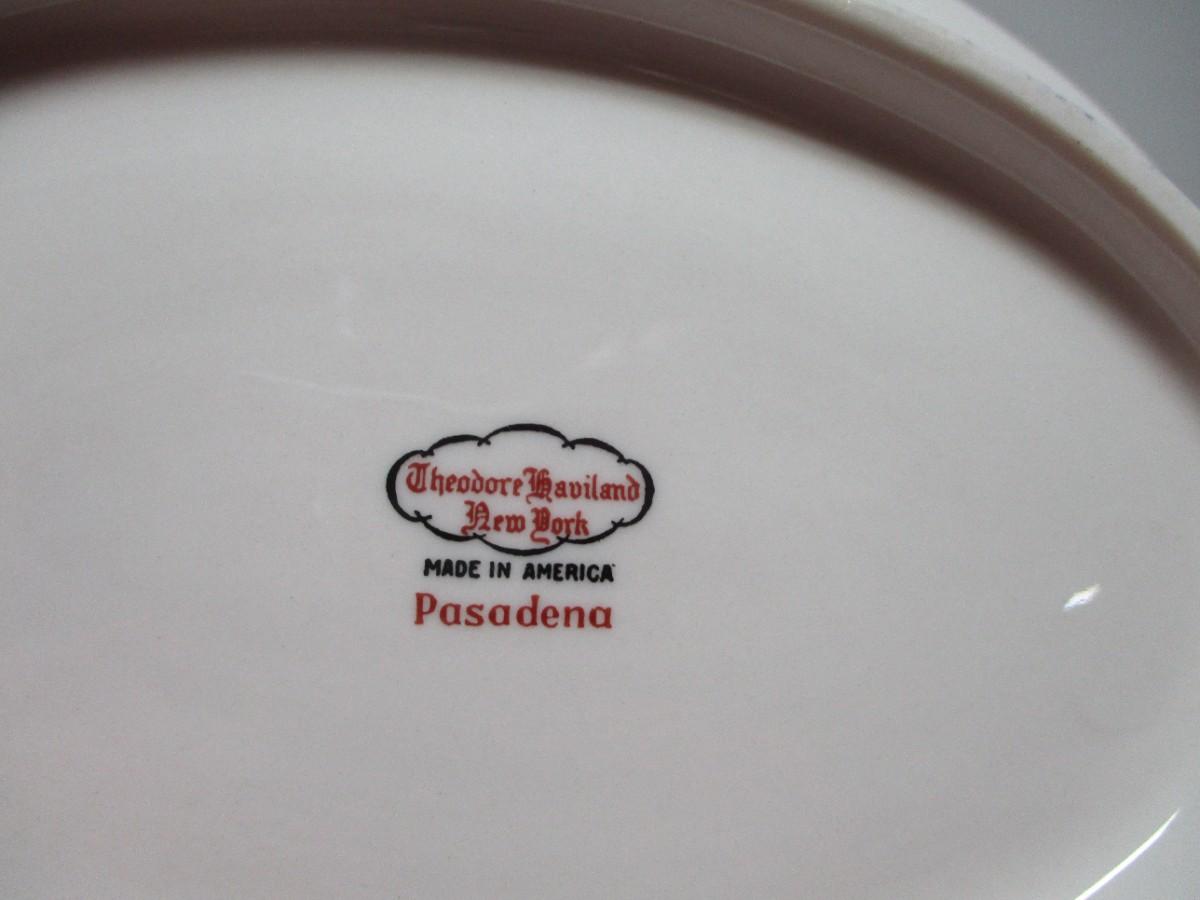 Theodore Haviland
New York
MADE IN AMERICA
Pasadena